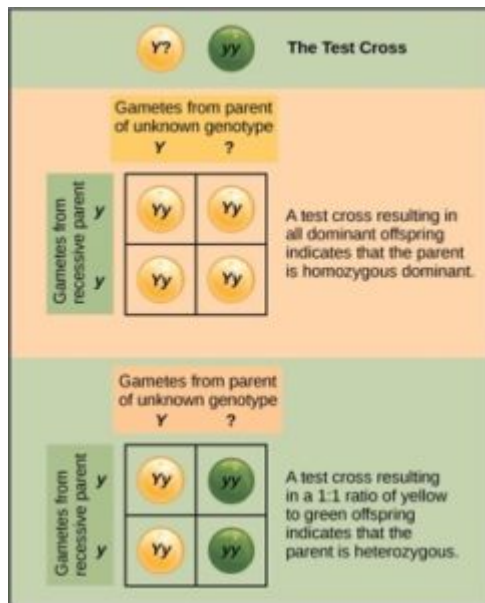 Y? yy The Test Cross
Gametes from parent
of unknown genotype
Y ?
Gametes from
recessive parent
y Yy Yy
y Yy Yy
A test cross resulting in
all dominant offspring
indicates that the parent
is homozygous dominant.
Gametes from parent
of unknown genotype
Y ?
Gametes from
recessive parent
y Yy yy
y Yy yy
A test cross resulting
in a 1:1 ratio of yellow
to green offspring
indicates that the
parent is heterozygous.